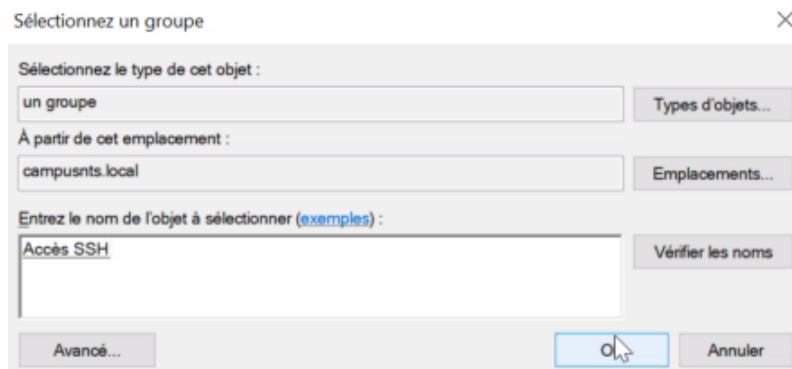 Sélectionnez un groupe
Sélectionnez le type de cet objet :
un groupe
Types d'objets...
À partir de cet emplacement :
campusnts.local
Emplacements...
Entrez le nom de l'objet à sélectionner (exemples) :
Accès SSH
Vérifier les noms
Avancé...
Annuler